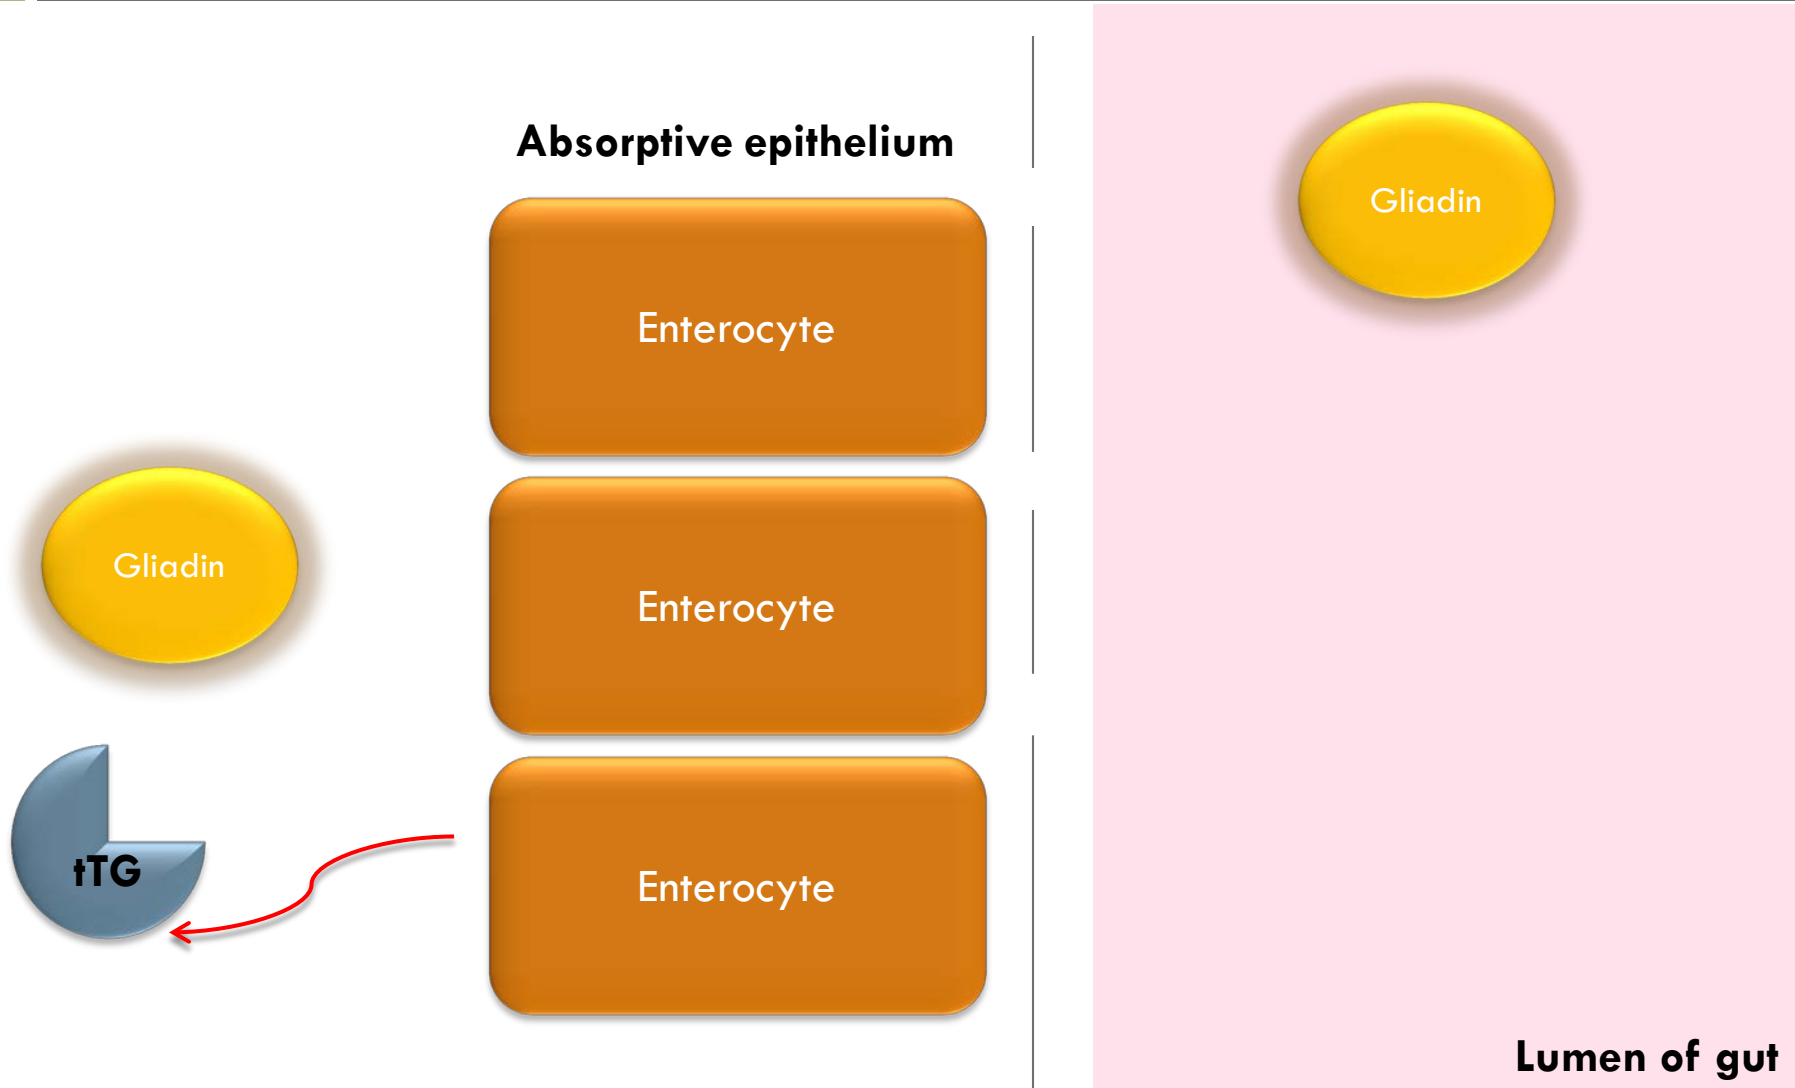 Absorptive epithelium
Gliadin
Enterocyte
Gliadin
Enterocyte
tTG
Enterocyte
Lumen of gut